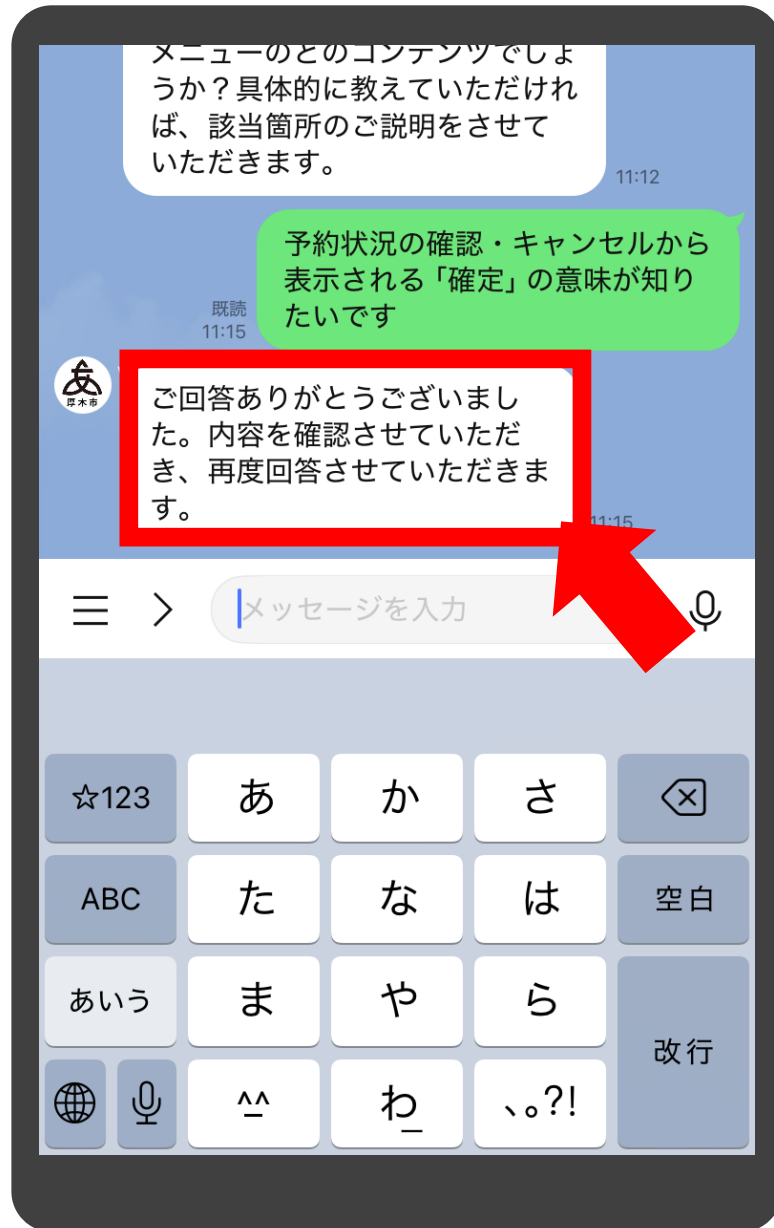 メニューのどのコンテンツでしょ
うか？具体的に教えていただけれ
ば、該当箇所のご説明をさせて
いただきます。
11:12
予約状況の確認・キャンセルから
表示される「確定」の意味が知り
たいです
既読
11:15
厚木市
ご回答ありがとうございまし
た。内容を確認させていただ
き、再度回答させていただきま
す。
11:15
メッセージを入力
☆123
あ
か
さ
ABC
た
な
は
空白
あいう
ま
や
ら
改行
^^
わ
、。?!